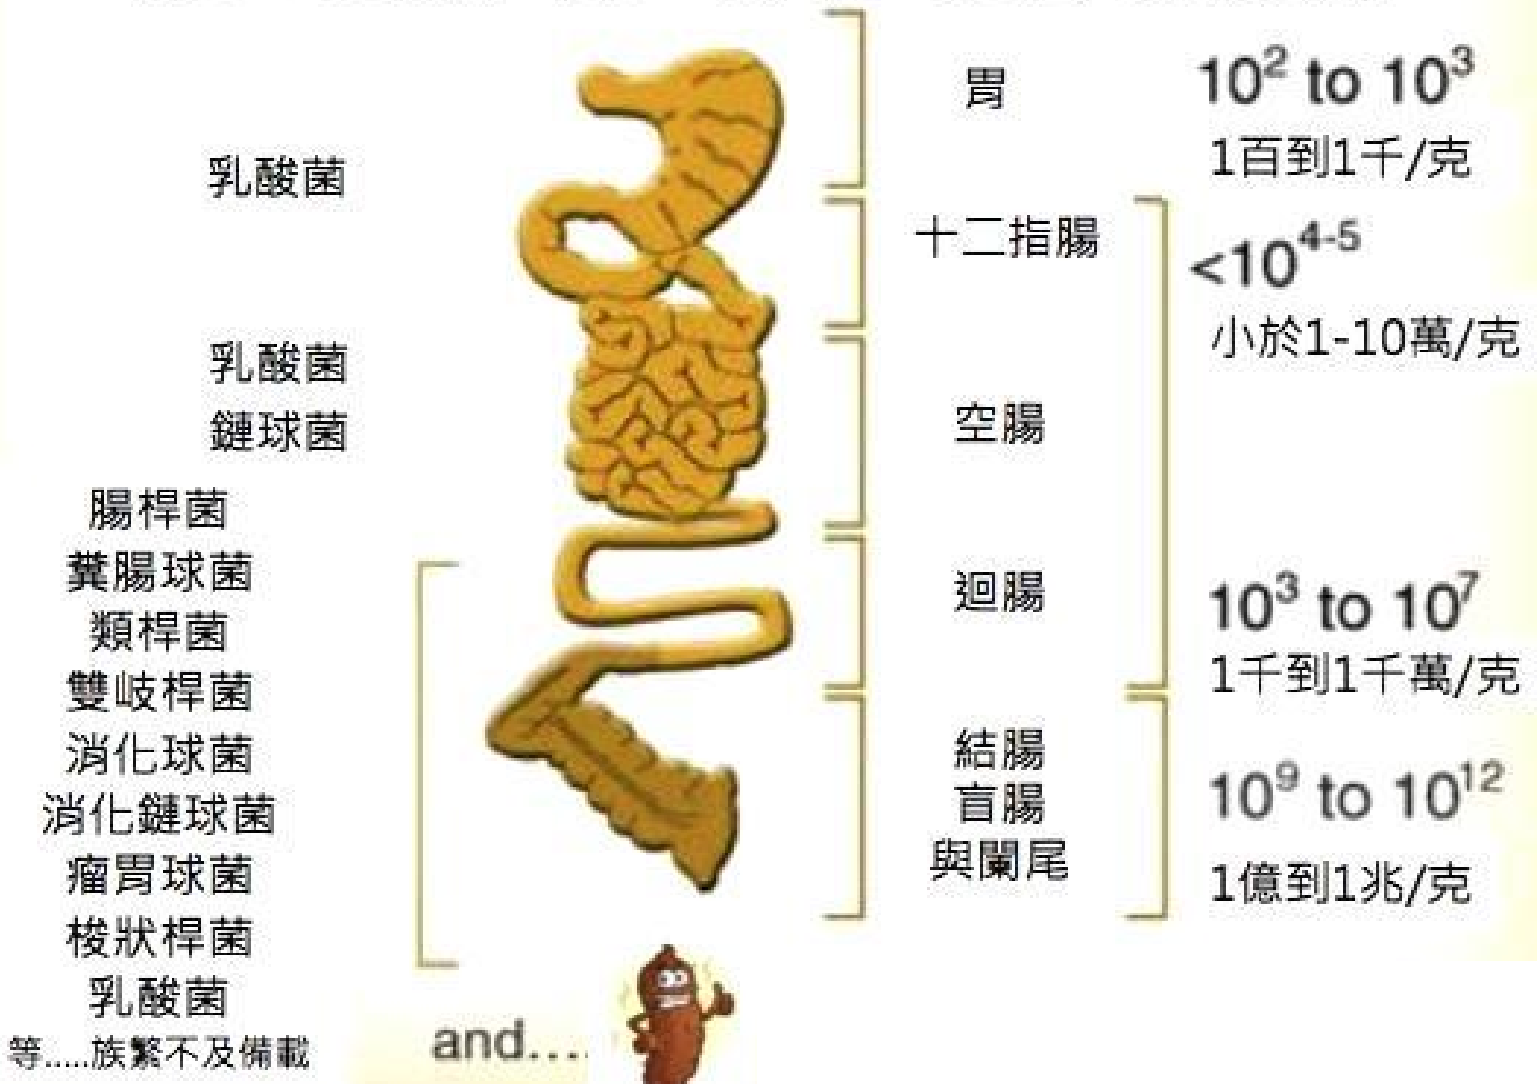 乳酸菌
乳酸菌
鏈球菌
腸桿菌
糞腸球菌
類桿菌
雙岐桿菌
消化球菌
消化鏈球菌
瘤胃球菌
梭狀桿菌
乳酸菌
等.....族繁不及備載
and....
胃
十二指腸
空腸
迴腸
結腸
盲腸
與闌尾
10² to 10³
1百到1千/克
<10⁴⁻⁵
小於1-10萬/克
10³ to 10⁷
1千到1千萬/克
10⁹ to 10¹²
1億到1兆/克